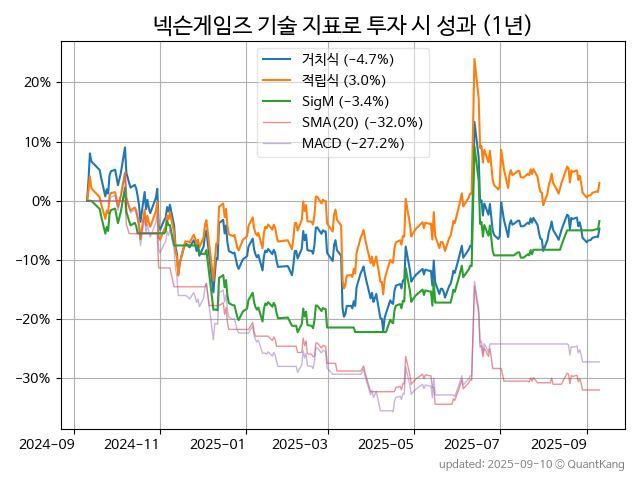 넥슨게임즈 기술 지표로 투자 시 성과 (1년)
거치식 (−4.7%)
적립식 (3.0%)
SigM (−3.4%)
SMA(20) (−32.0%)
MACD (−27.2%)
20%
10%
0%
−10%
−20%
−30%
2024-09 2024-11 2025-01 2025-03 2025-05 2025-07 2025-09
updated: 2025-09-10 © QuantKang